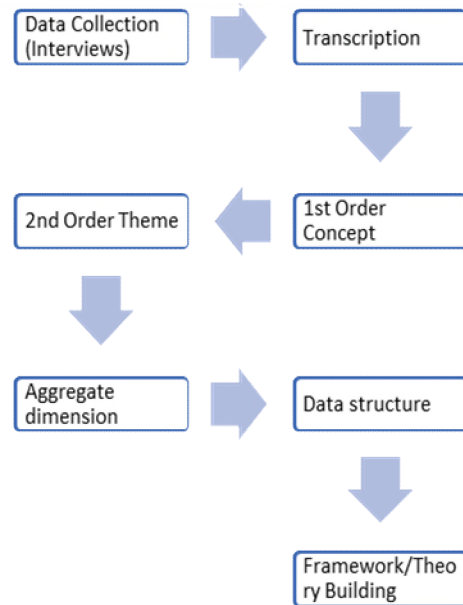 Data Collection
(Interviews)
Transcription
1st Order
Concept
2nd Order Theme
Aggregate
dimension
Data structure
Framework/Theo
ry Building